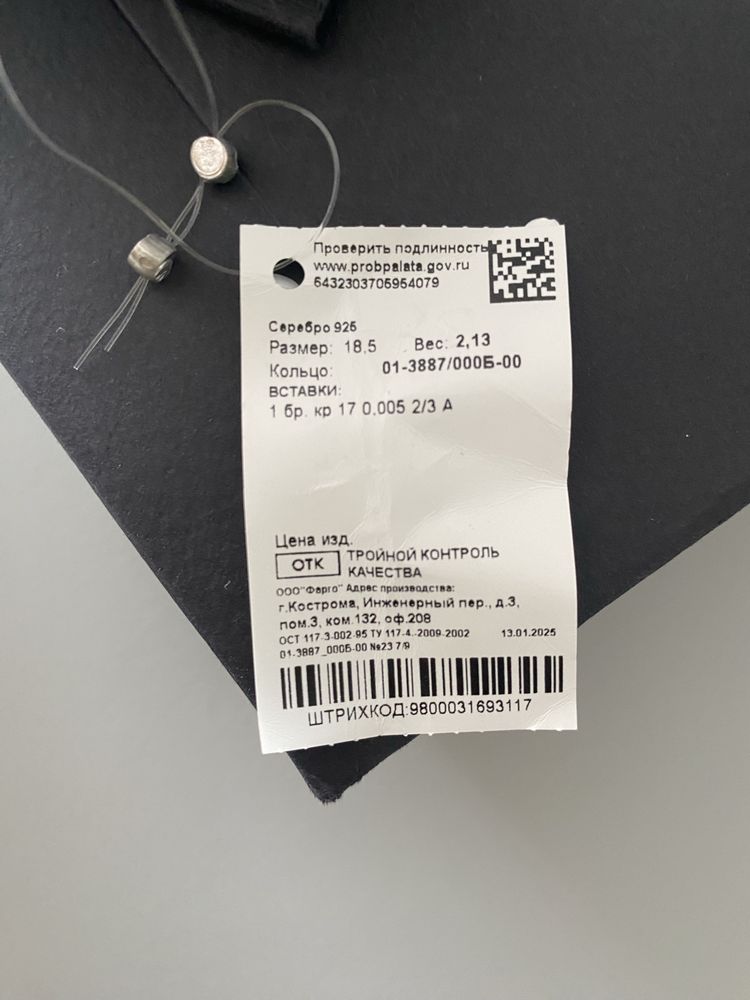 Проверить подлинность
www.probpalata.gov.ru
6432303705954079
Серебро 925
Размер: 18,5 Вес: 2,13
Кольцо: 01-3887/000Б-00
ВСТАВКИ:
1 бр. кр 17 0,005 2/3 А
Цена изд.
ОТК ТРОЙНОЙ КОНТРОЛЬ
КАЧЕСТВА
ООО"Фарго" Адрес производства:
г.Кострома, Инженерный пер., д.3,
пом.3, ком.132, оф.208
ОСТ 117-3-002-95 ТУ 117-4.-2009-2002 13.01.2025
01-3887_000Б-00 №23 7/9
ШТРИХКОД:9800031693117